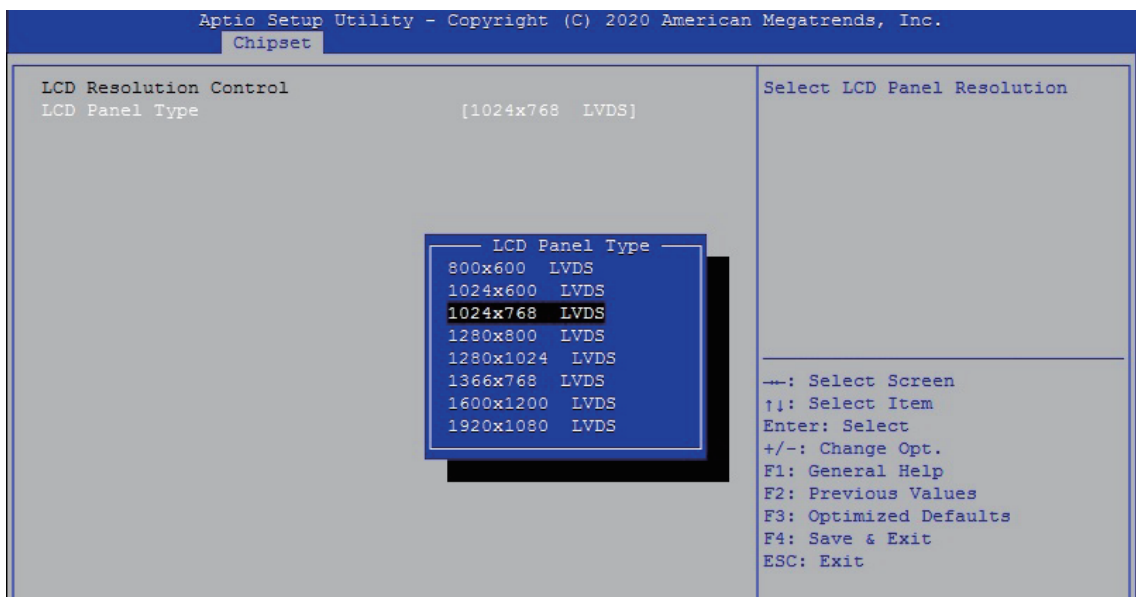 Aptio Setup Utility - Copyright (C) 2020 American Megatrends, Inc.
Chipset
LCD Resolution Control
LCD Panel Type [1024x768 LVDS]
Select LCD Panel Resolution
LCD Panel Type
800x600 LVDS
1024x600 LVDS
1024x768 LVDS
1280x800 LVDS
1280x1024 LVDS
1366x768 LVDS
1600x1200 LVDS
1920x1080 LVDS
→←: Select Screen
↑↓: Select Item
Enter: Select
+/-: Change Opt.
F1: General Help
F2: Previous Values
F3: Optimized Defaults
F4: Save & Exit
ESC: Exit